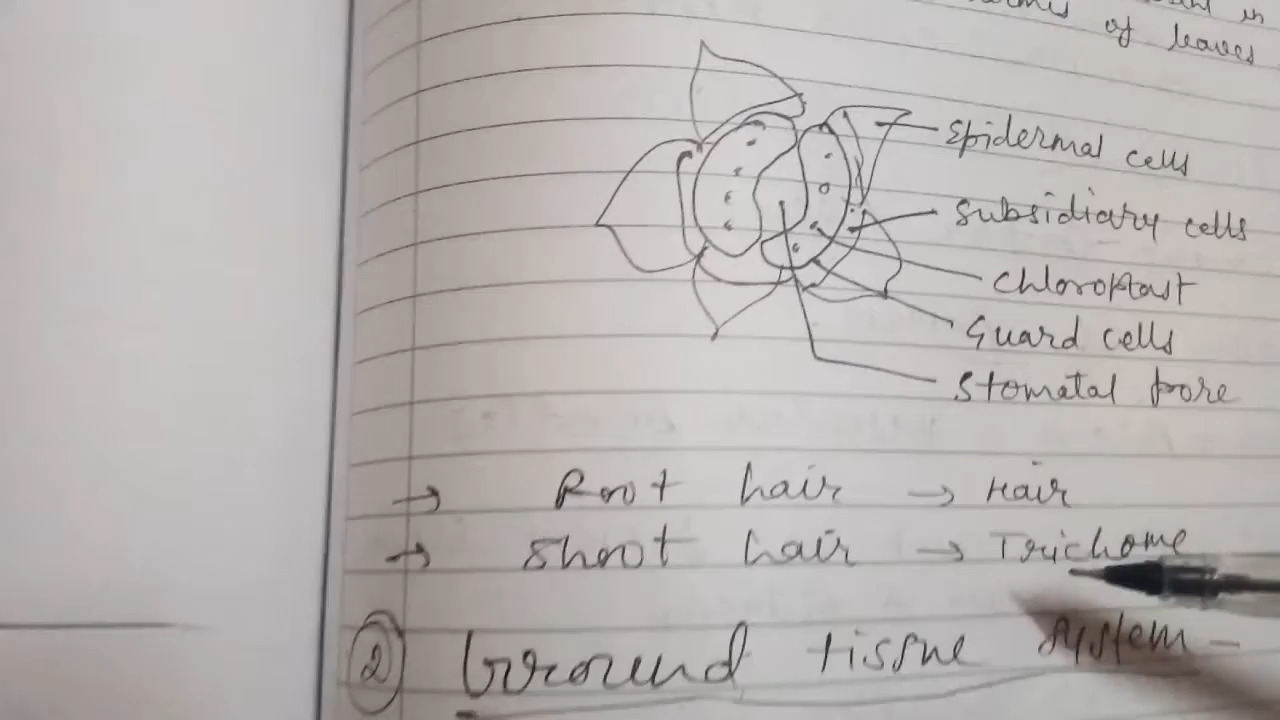 in
of leaves
Epidermal cells
Subsidiary cells
Chloroplast
Guard cells
Stomatal pore
→ Root hair → Hair
→ Shoot hair → Trichome
② Ground tissue system -